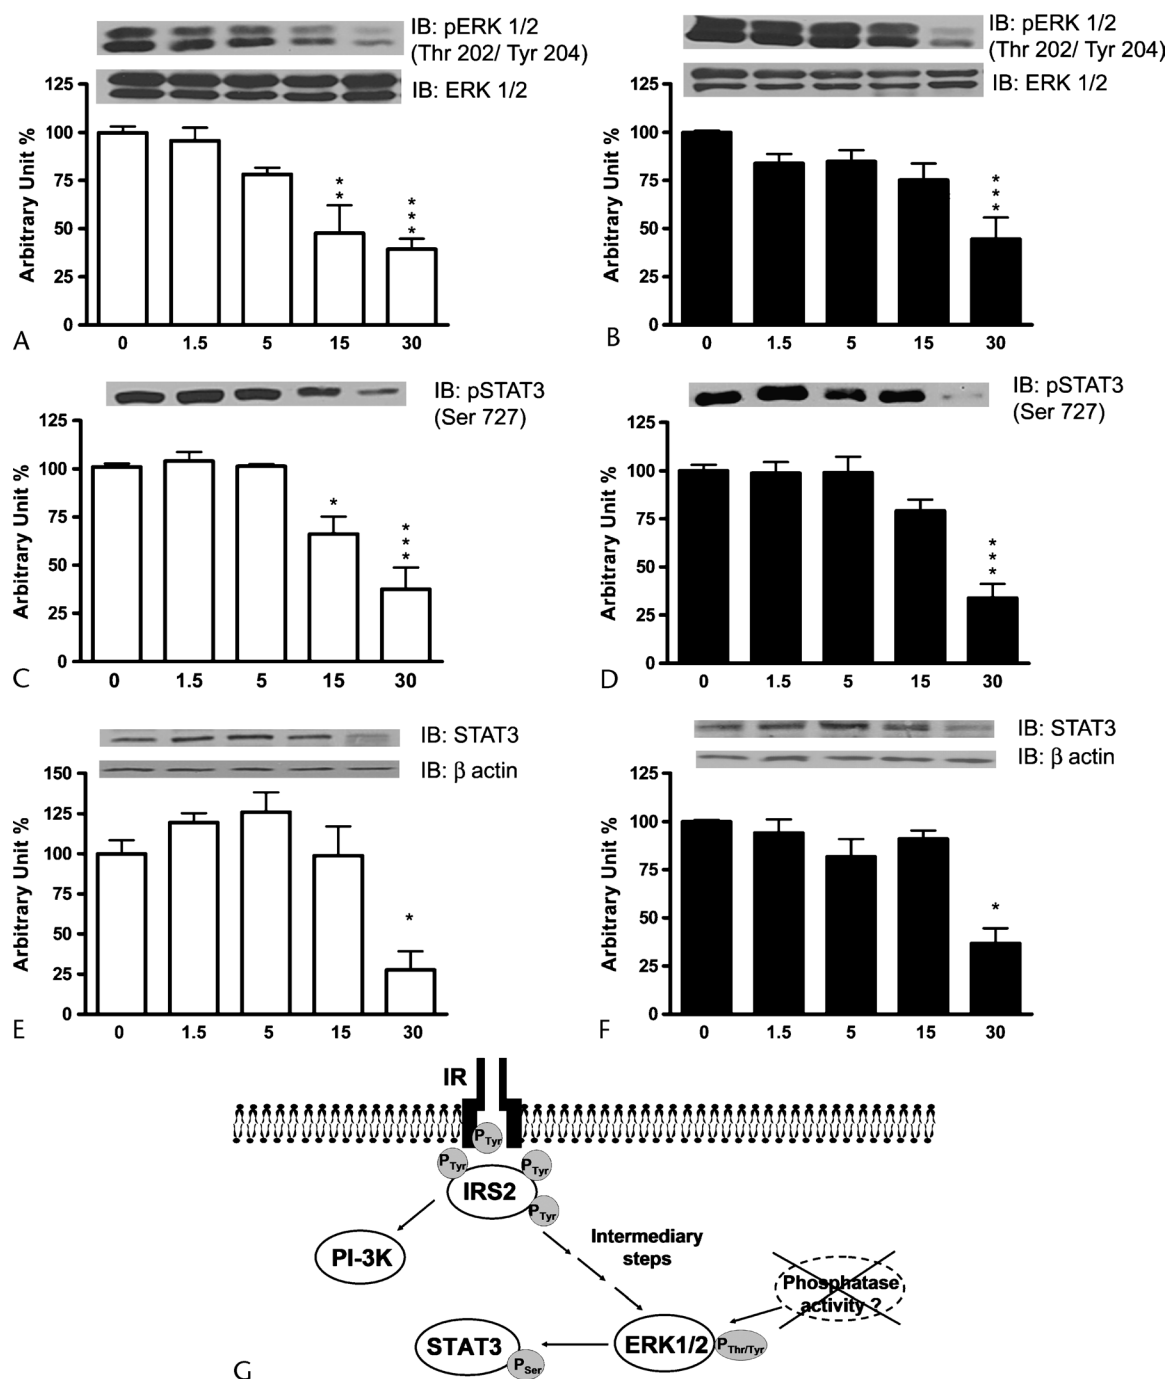 IB: pERK 1/2
(Thr 202/ Tyr 204)
IB: ERK 1/2
Arbitrary Unit %
125
100
75
50
25
0
* *
* * *
0 1.5 5 15 30
A
IB: pERK 1/2
(Thr 202/ Tyr 204)
IB: ERK 1/2
Arbitrary Unit %
125
100
75
50
25
0
* * *
0 1.5 5 15 30
B
IB: pSTAT3
(Ser 727)
Arbitrary Unit %
125
100
75
50
25
0
*
* * *
0 1.5 5 15 30
C
IB: pSTAT3
(Ser 727)
Arbitrary Unit %
125
100
75
50
25
0
* * *
0 1.5 5 15 30
D
IB: STAT3
IB: β actin
Arbitrary Unit %
150
125
100
75
50
25
0
*
0 1.5 5 15 30
E
IB: STAT3
IB: β actin
Arbitrary Unit %
125
100
75
50
25
0
*
0 1.5 5 15 30
F
IR
PTyr
PTyr
PTyr
IRS2
PTyr
Intermediary
steps
PI-3K
Phosphatase
activity ?
STAT3
PSer
ERK1/2
PThr/Tyr
G